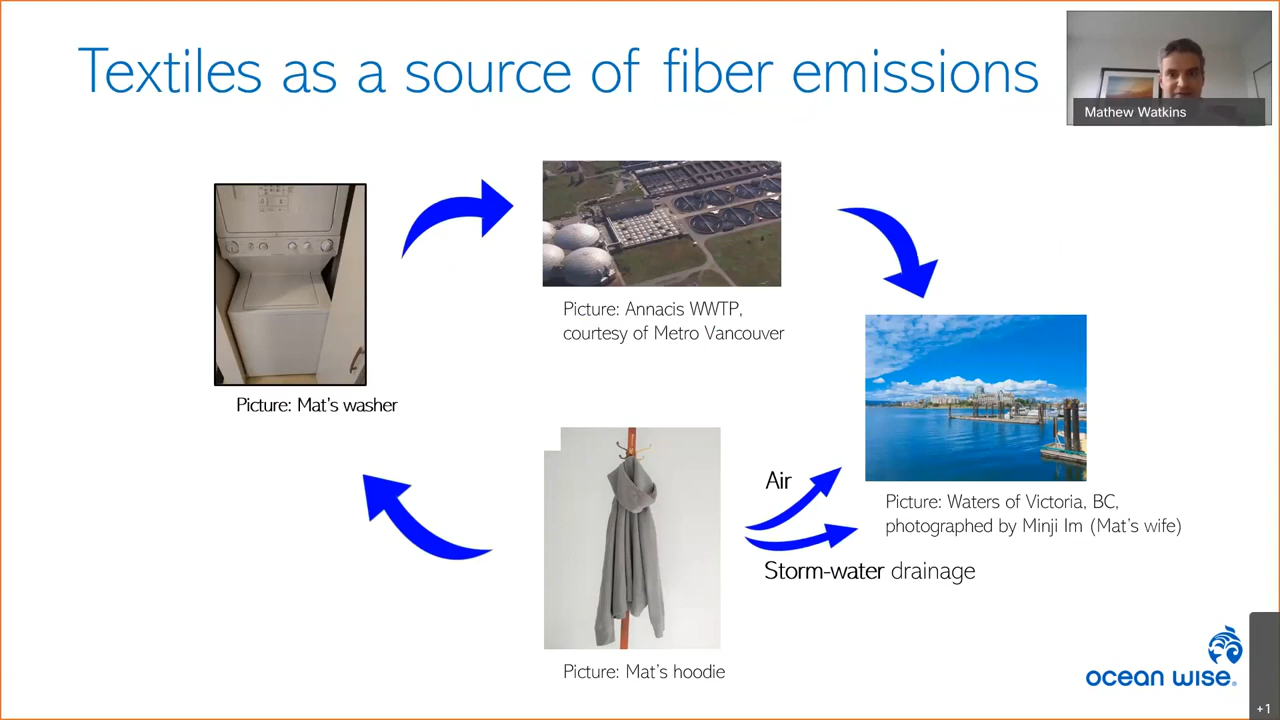 Textiles as a source of fiber emissions
Mathew Watkins
Picture: Annacis WWTP,
courtesy of Metro Vancouver
Picture: Mat's washer
Air
Picture: Waters of Victoria, BC,
photographed by Minji Im (Mat's wife)
Storm-water drainage
Picture: Mat's hoodie
ocean wise®
+1